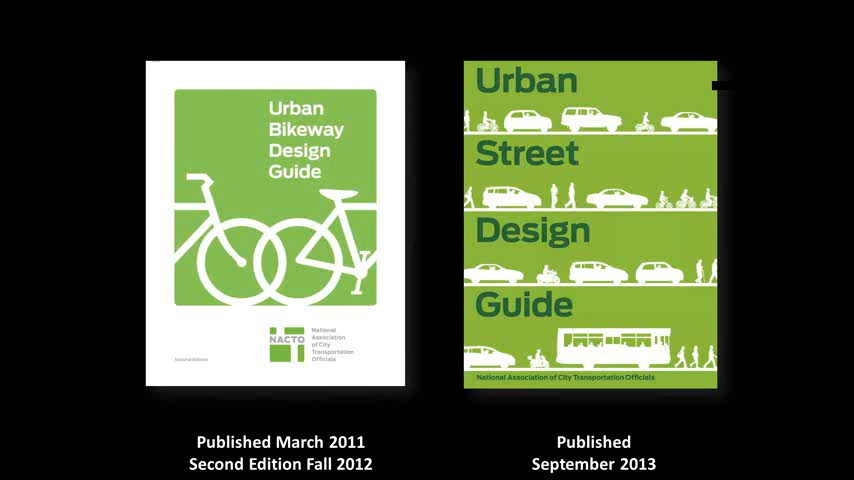 Urban
Bikeway
Design
Guide
NACTO
National
Association
of City
Transportation
Officials
Second Edition
Urban
Street
Design
Guide
National Association of City Transportation Officials
Published March 2011
Second Edition Fall 2012
Published
September 2013